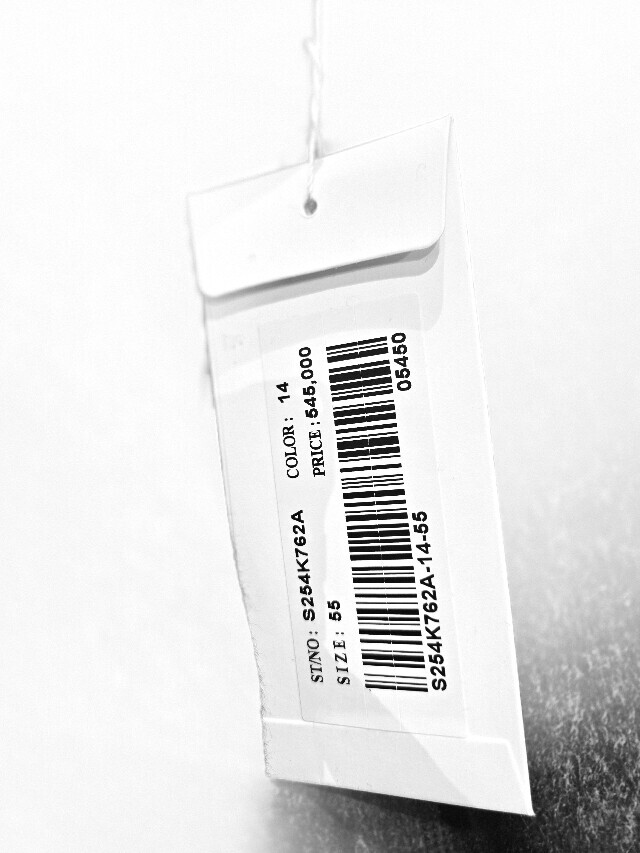 ST/NO: S254K762A COLOR: 14
SIZE: 55 PRICE: 545,000
S254K762A-14-55 05450